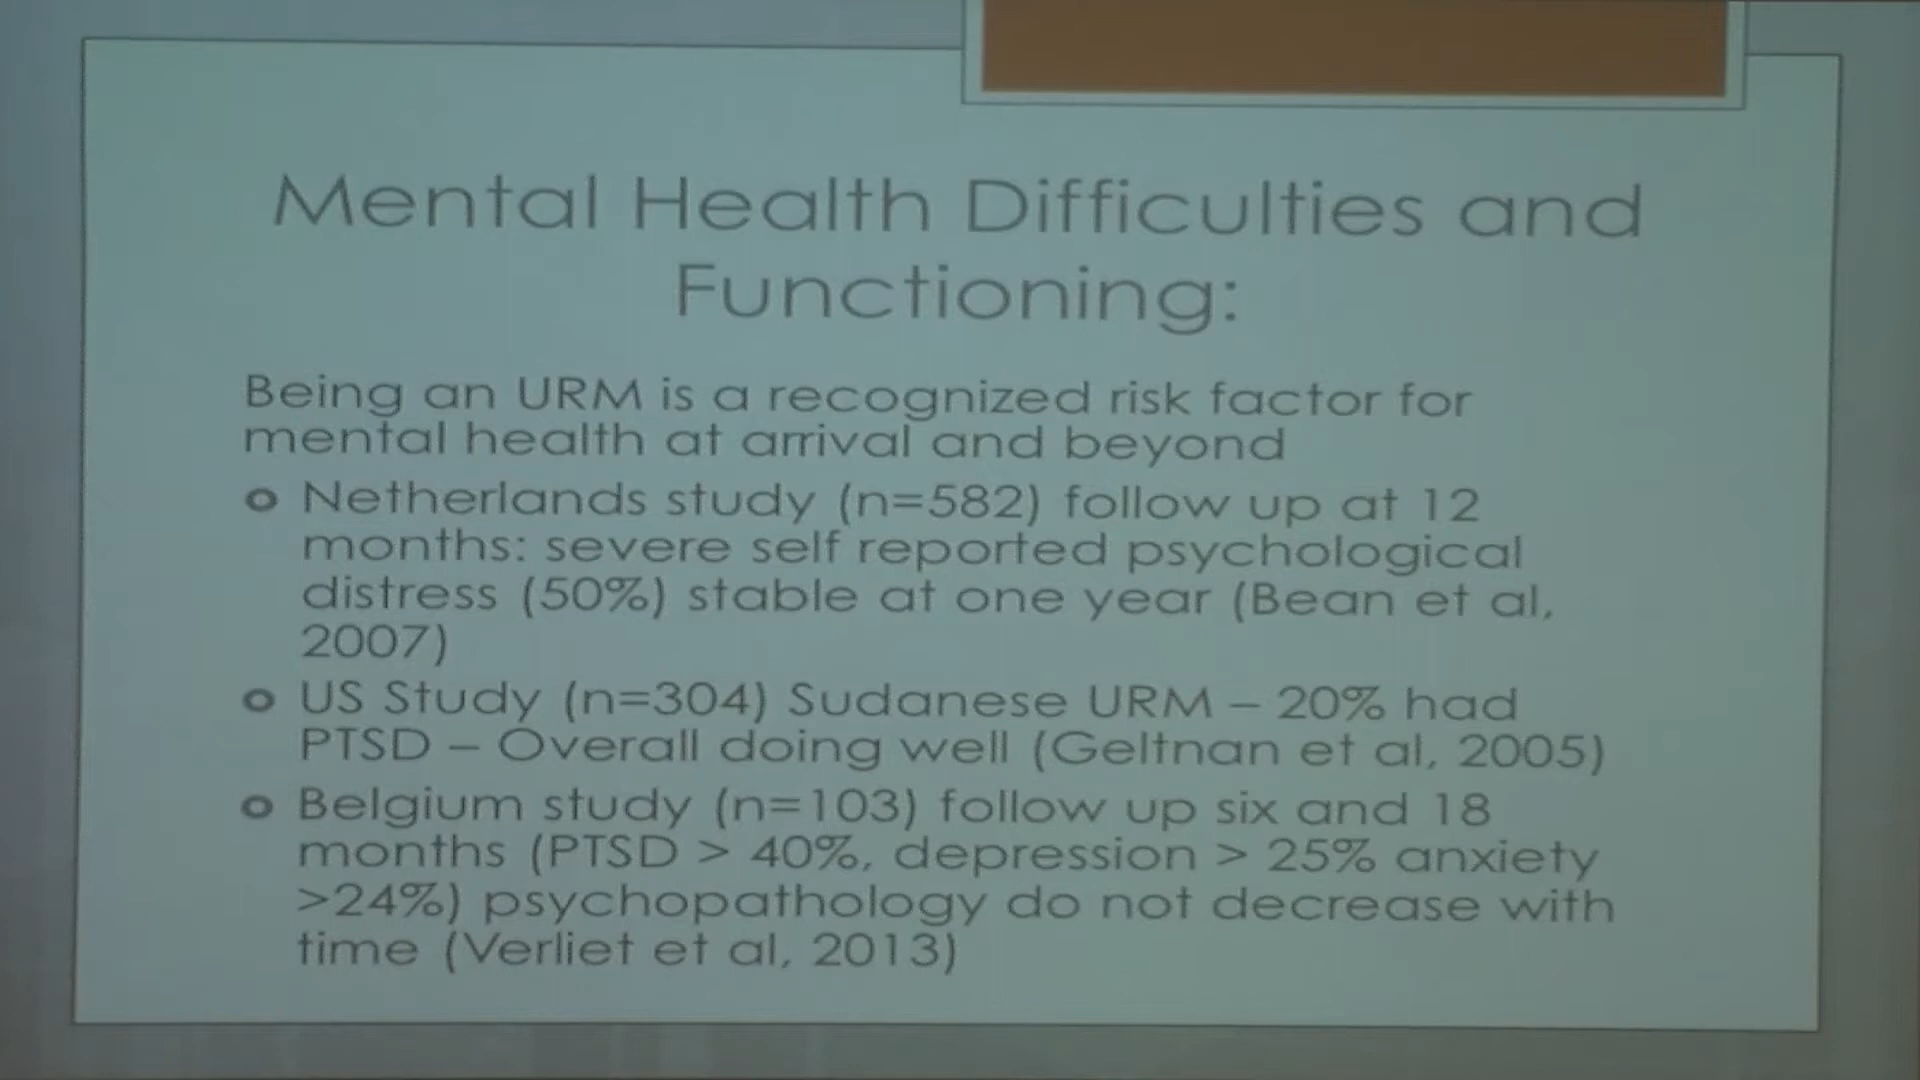 Mental Health Difficulties and
Functioning:
Being an URM is a recognized risk factor for
mental health at arrival and beyond
Netherlands study (n=582) follow up at 12
months: severe self reported psychological
distress (50%) stable at one year (Bean et al,
2007)
US Study (n=304) Sudanese URM – 20% had
PTSD – Overall doing well (Geltnan et al, 2005)
Belgium study (n=103) follow up six and 18
months (PTSD > 40%, depression > 25% anxiety
>24%) psychopathology do not decrease with
time (Verliet et al, 2013)